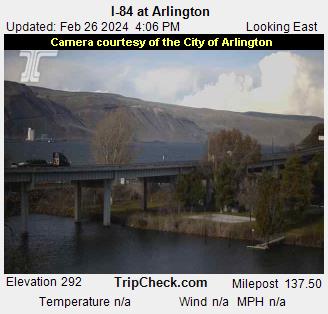 I-84 at Arlington
Updated: Feb 26 2024 4:06 PM Looking East
Camera courtesy of the City of Arlington
Elevation 292 TripCheck.com Milepost 137.50
Temperature n/a Wind n/a MPH n/a